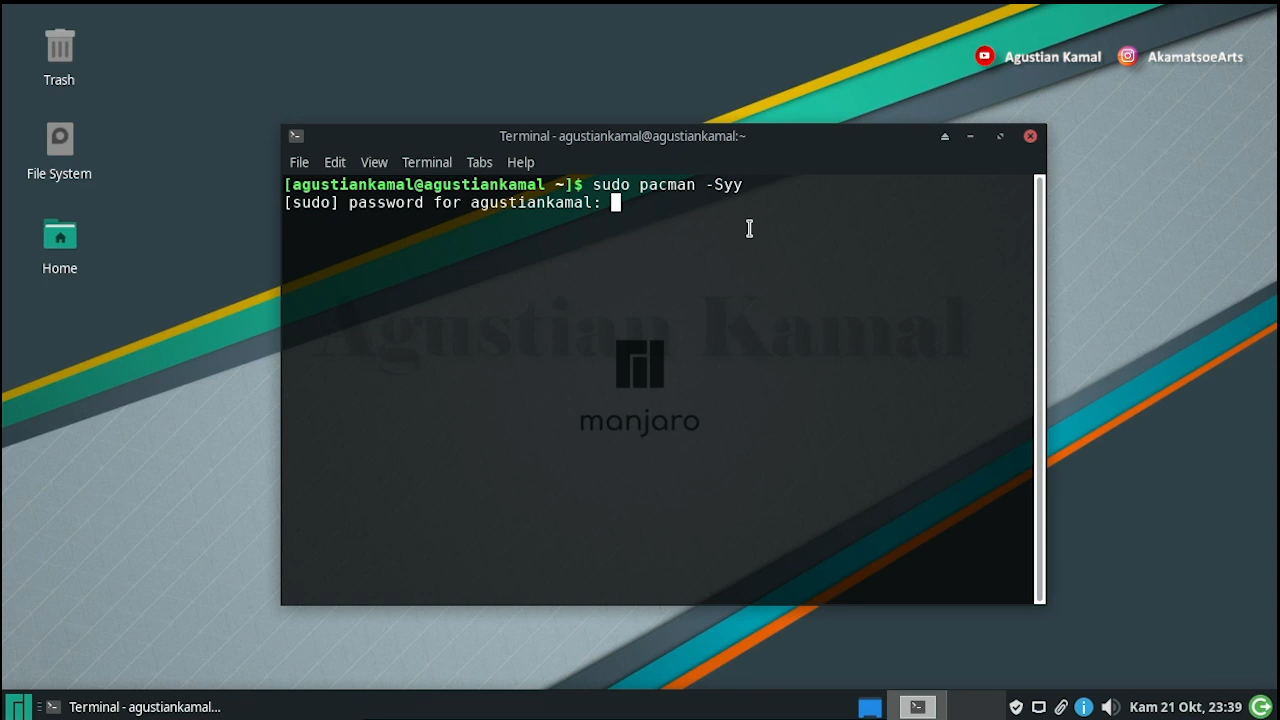 Trash
File System
Home
Agustian Kamal
AkamatsoeArts
Terminal - agustiankamal@agustiankamal:~
File Edit View Terminal Tabs Help
[agustiankamal@agustiankamal ~]$ sudo pacman -Syy
[sudo] password for agustiankamal:
Agustian Kamal
manjaro
Terminal - agustiankamal...
Kam 21 Okt, 23:39